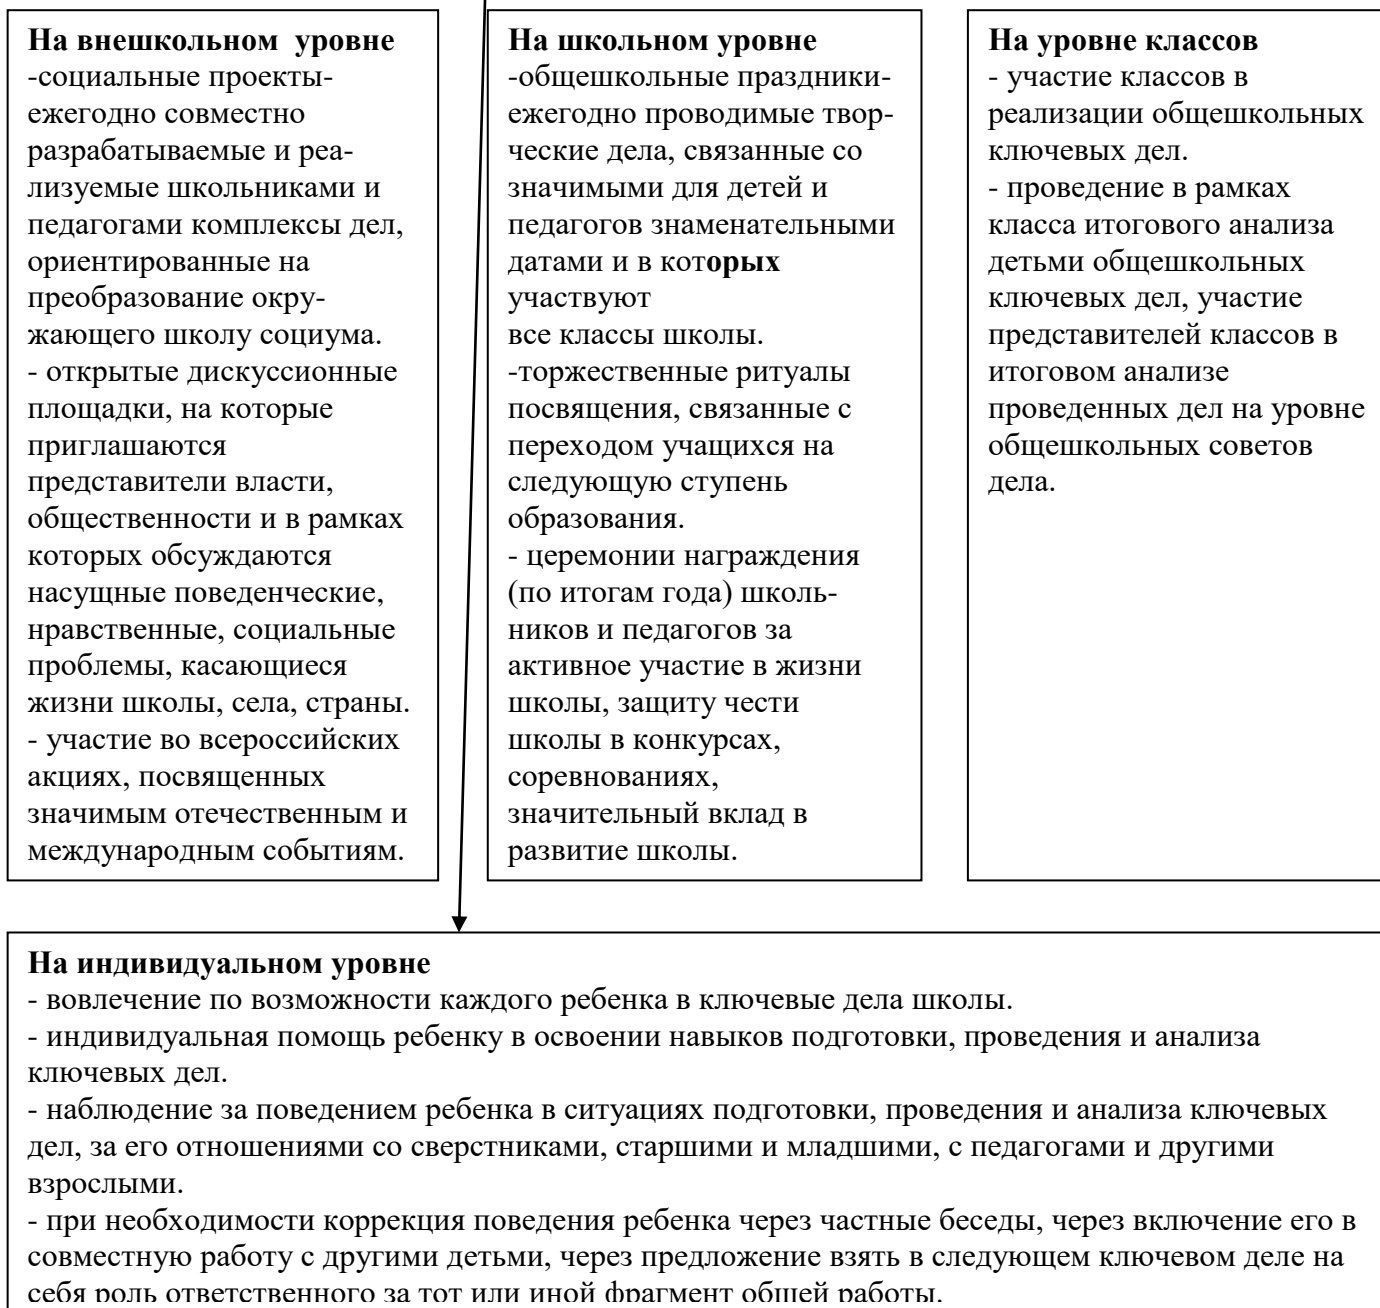 На внешкольном  уровне
-социальные проекты-
ежегодно совместно
разрабатываемые и реа-
лизуемые школьниками и
педагогами комплексы дел,
ориентированные на
преобразование окру-
жающего школу социума.
- открытые дискуссионные
площадки, на которые
приглашаются
представители власти,
общественности и в рамках
которых обсуждаются
насущные поведенческие,
нравственные, социальные
проблемы, касающиеся
жизни школы, села, страны.
- участие во всероссийских
акциях, посвященных
значимым отечественным и
международным событиям.
На школьном уровне
-общешкольные праздники-
ежегодно проводимые твор-
ческие дела, связанные со
значимыми для детей и
педагогов знаменательными
датами и в которых
участвуют
все классы школы.
-торжественные ритуалы
посвящения, связанные с
переходом учащихся на
следующую ступень
образования.
- церемонии награждения
(по итогам года) школь-
ников и педагогов за
активное участие в жизни
школы, защиту чести
школы в конкурсах,
соревнованиях,
значительный вклад в
развитие школы.
На уровне классов
- участие классов в
реализации общешкольных
ключевых дел.
- проведение в рамках
класса итогового анализа
детьми общешкольных
ключевых дел, участие
представителей классов в
итоговом анализе
проведенных дел на уровне
общешкольных советов
дела.
На индивидуальном уровне
- вовлечение по возможности каждого ребенка в ключевые дела школы.
- индивидуальная помощь ребенку в освоении навыков подготовки, проведения и анализа
ключевых дел.
- наблюдение за поведением ребенка в ситуациях подготовки, проведения и анализа ключевых
дел, за его отношениями со сверстниками, старшими и младшими, с педагогами и другими
взрослыми.
- при необходимости коррекция поведения ребенка через частные беседы, через включение его в
совместную работу с другими детьми, через предложение взять в следующем ключевом деле на
себя роль ответственного за тот или иной фрагмент общей работы.